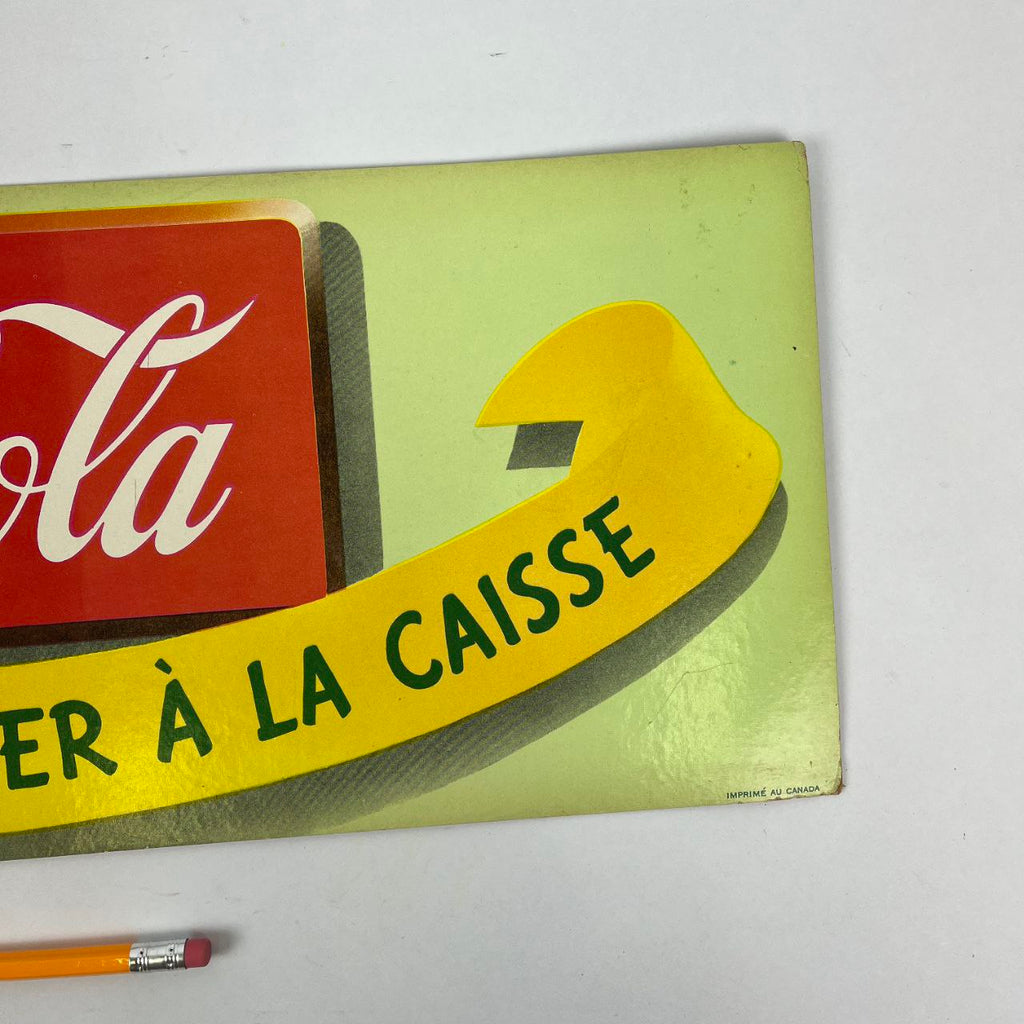 ola
ER À LA CAISSE
IMPRIMÉ AU CANADA